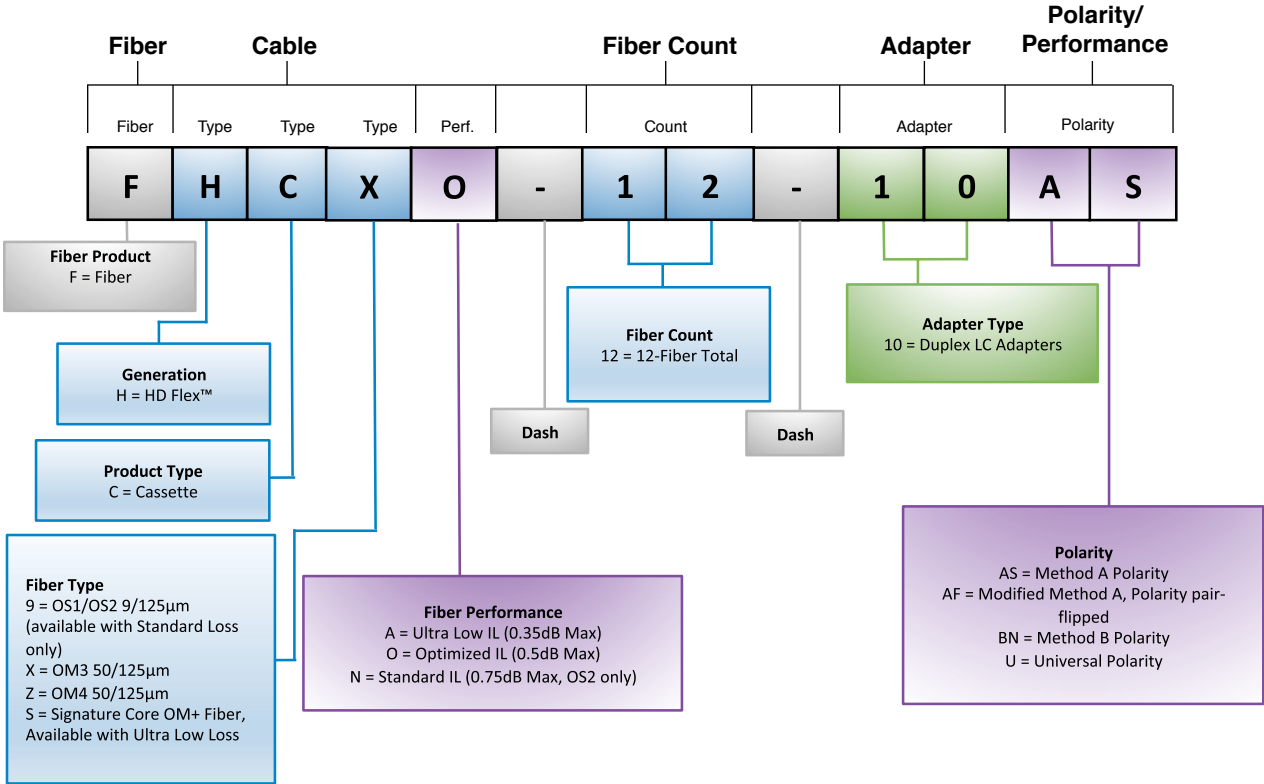 Fiber
Cable
Fiber Count
Adapter
Polarity/
Performance
Fiber
Type
Type
Type
Perf.
Count
Adapter
Polarity
F H C X O - 1 2 - 1 0 A S
Fiber Product
F = Fiber
Generation
H = HD Flex™
Product Type
C = Cassette
Fiber Type
9 = OS1/OS2 9/125µm
(available with Standard Loss
only)
X = OM3 50/125µm
Z = OM4 50/125µm
S = Signature Core OM+ Fiber,
Available with Ultra Low Loss
Fiber Performance
A = Ultra Low IL (0.35dB Max)
O = Optimized IL (0.5dB Max)
N = Standard IL (0.75dB Max, OS2 only)
Dash
Fiber Count
12 = 12-Fiber Total
Dash
Adapter Type
10 = Duplex LC Adapters
Polarity
AS = Method A Polarity
AF = Modified Method A, Polarity pair-
flipped
BN = Method B Polarity
U = Universal Polarity